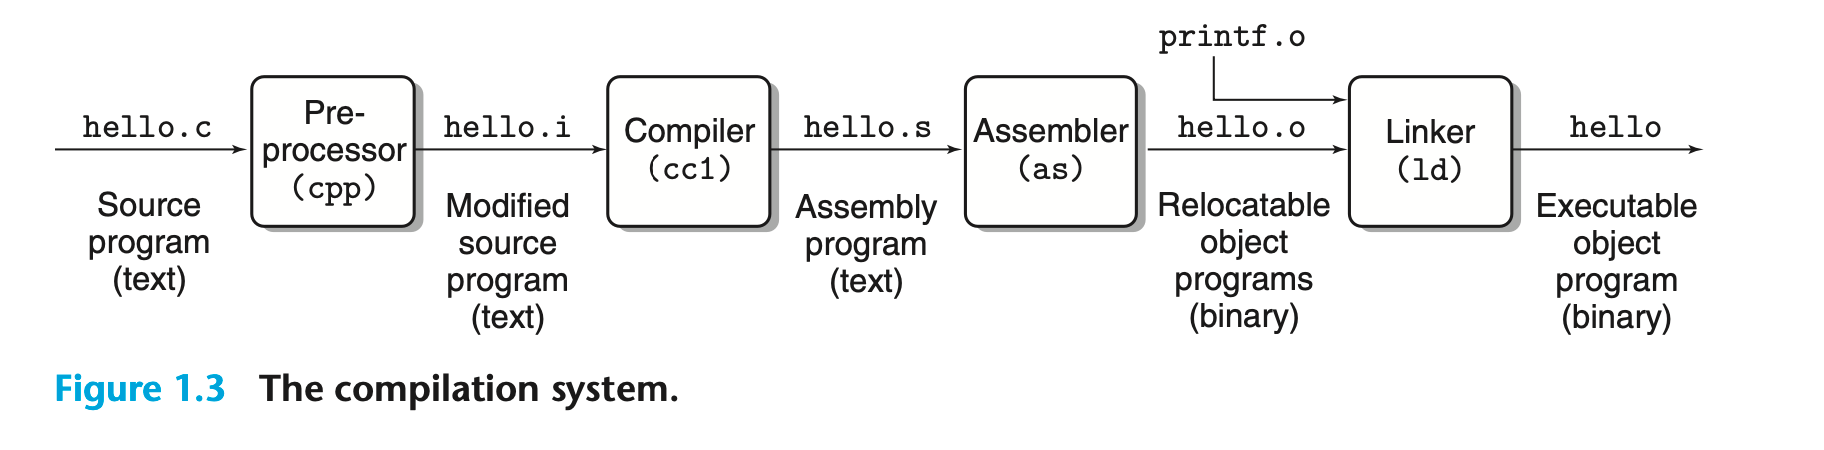 printf.o
hello.c
Pre-
processor
(cpp)
hello.i
Compiler
(cc1)
hello.s
Assembler
(as)
hello.o
Linker
(ld)
hello
Source
program
(text)
Modified
source
program
(text)
Assembly
program
(text)
Relocatable
object
programs
(binary)
Executable
object
program
(binary)
Figure 1.3 The compilation system.